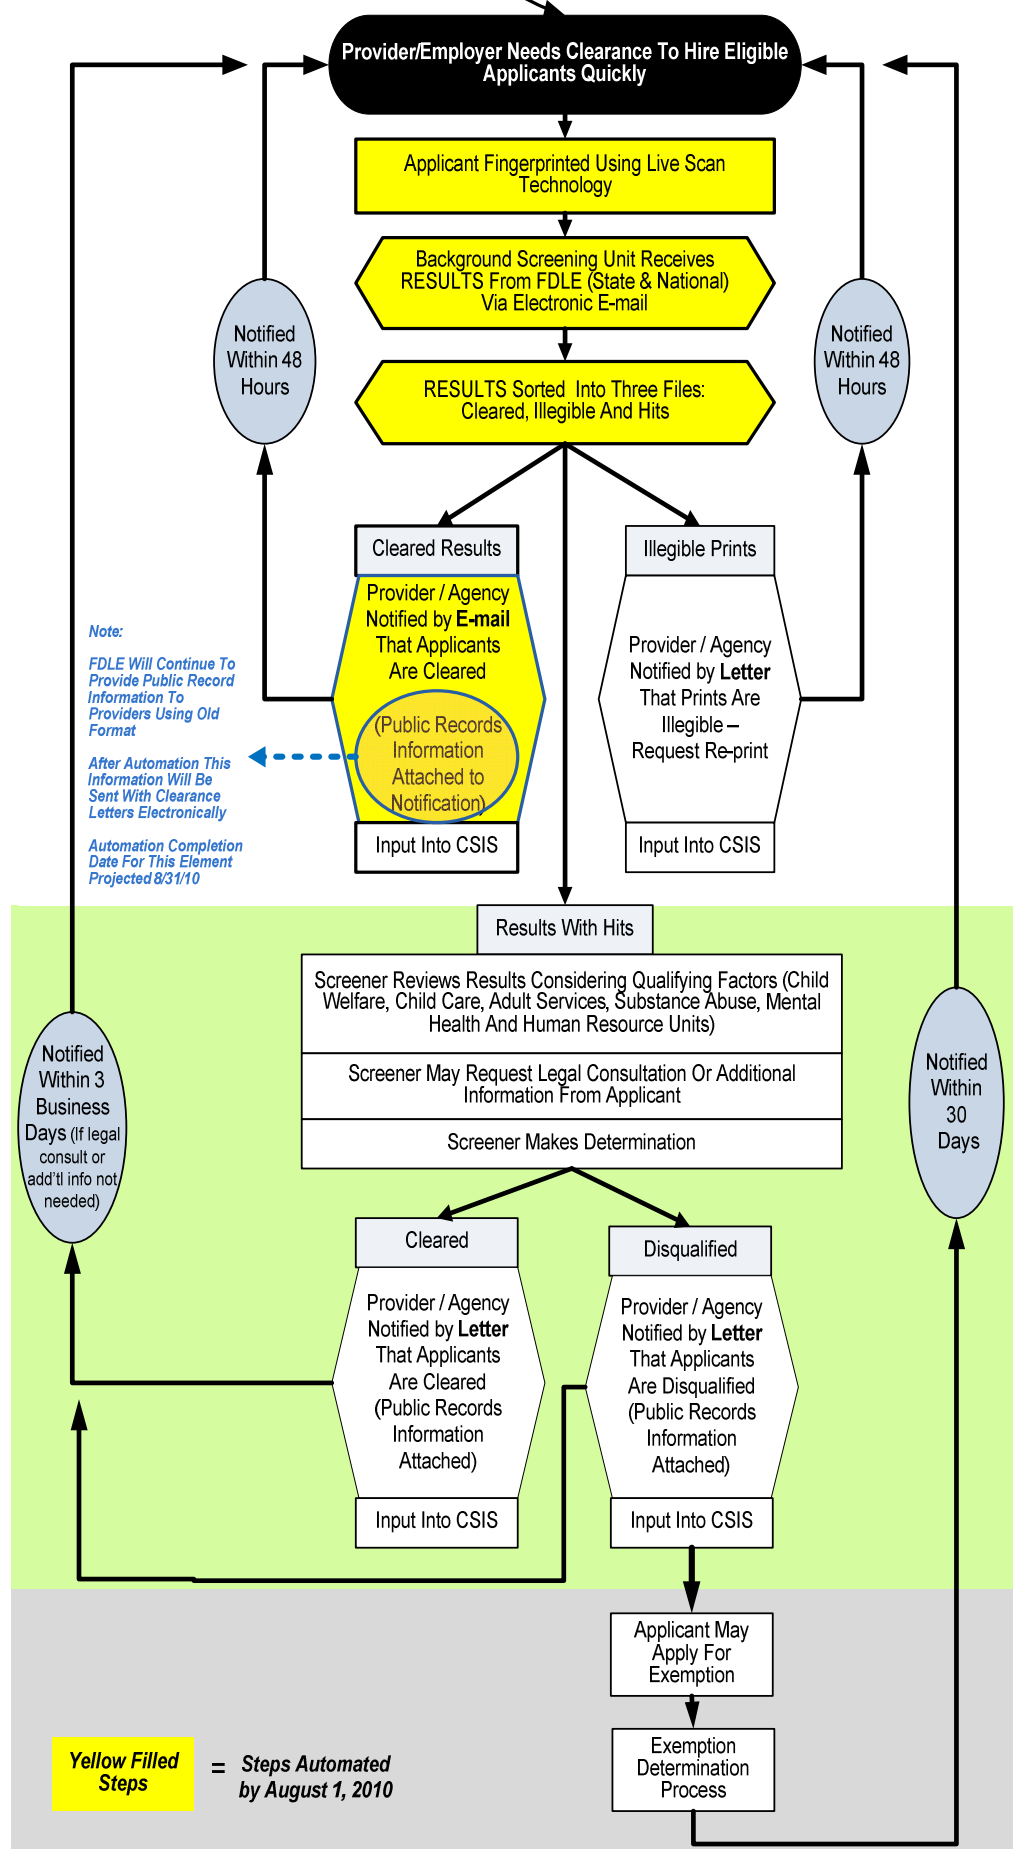 Provider/Employer Needs Clearance To Hire Eligible
Applicants Quickly
Applicant Fingerprinted Using Live Scan
Technology
Background Screening Unit Receives
RESULTS From FDLE (State & National)
Via Electronic E-mail
Notified
Within 48
Hours
Notified
Within 48
Hours
RESULTS Sorted Into Three Files:
Cleared, Illegible And Hits
Cleared Results
Provider / Agency
Notified by E-mail
That Applicants
Are Cleared
(Public Records
Information
Attached to
Notification)
Input Into CSIS
Illegible Prints
Provider / Agency
Notified by Letter
That Prints Are
Illegible –
Request Re-print
Input Into CSIS
Note:
FDLE Will Continue To
Provide Public Record
Information To
Providers Using Old
Format
After Automation This
Information Will Be
Sent With Clearance
Letters Electronically
Automation Completion
Date For This Element
Projected 8/31/10
Results With Hits
Screener Reviews Results Considering Qualifying Factors (Child
Welfare, Child Care, Adult Services, Substance Abuse, Mental
Health And Human Resource Units)
Screener May Request Legal Consultation Or Additional
Information From Applicant
Screener Makes Determination
Notified
Within 3
Business
Days (If legal
consult or
add'tl info not
needed)
Notified
Within
30
Days
Cleared
Provider / Agency
Notified by Letter
That Applicants
Are Cleared
(Public Records
Information
Attached)
Input Into CSIS
Disqualified
Provider / Agency
Notified by Letter
That Applicants
Are Disqualified
(Public Records
Information
Attached)
Input Into CSIS
Applicant May
Apply For
Exemption
Exemption
Determination
Process
Yellow Filled
Steps
=
Steps Automated
by August 1, 2010